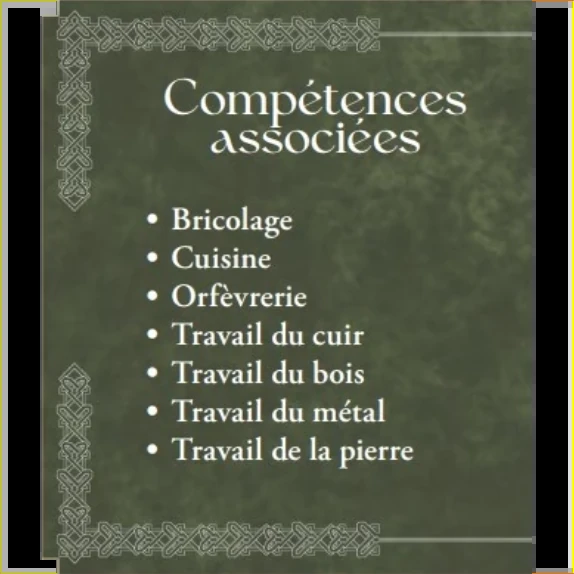 Compétences
associées
• Bricolage
• Cuisine
• Orfèvrerie
• Travail du cuir
• Travail du bois
• Travail du métal
• Travail de la pierre